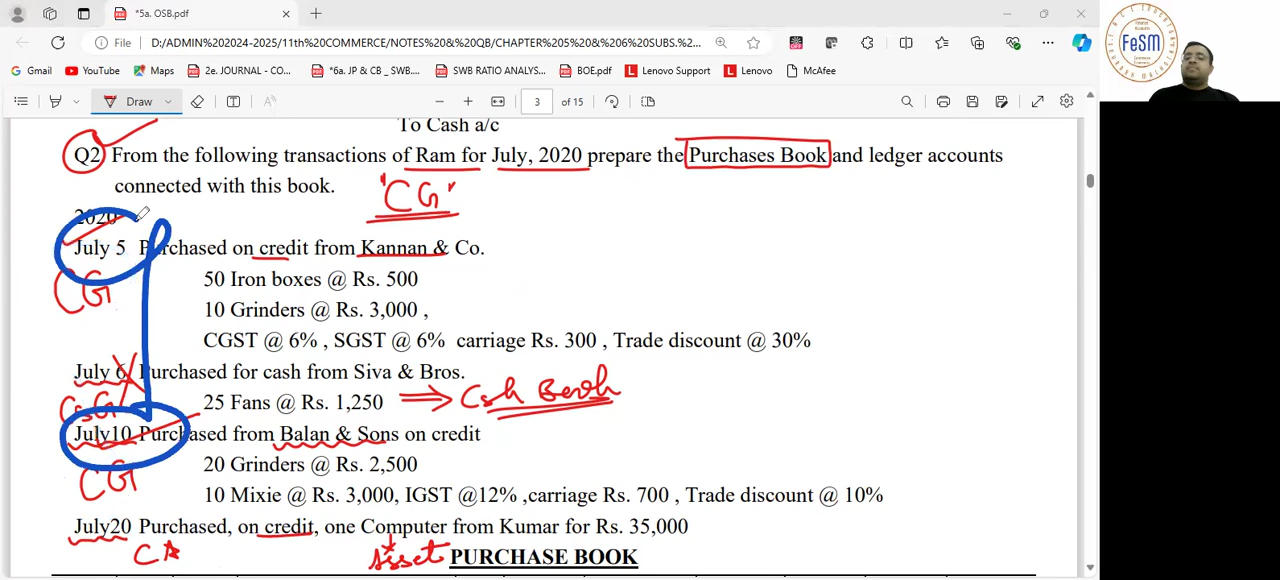 *5a. OSB.pdf
File D:/ADMIN%202024-2025/11th%20COMMERCE/NOTES%20&%20QB/CHAPTER%205%20&%206%20SUBS.%2...
Gmail YouTube Maps 2e. JOURNAL - CO... *6a. JP & CB _ SWB.... SWB RATIO ANALYS... BOE.pdf Lenovo Support Lenovo McAfee
Draw 3 of 15
FeSM
To Cash a/c
Q2) From the following transactions of Ram for July, 2020 prepare the Purchases Book and ledger accounts
connected with this book.
"CG"
2020
July 5 Purchased on credit from Kannan & Co.
CG
50 Iron boxes @ Rs. 500
10 Grinders @ Rs. 3,000 ,
CGST @ 6% , SGST @ 6% carriage Rs. 300 , Trade discount @ 30%
July 6 Purchased for cash from Siva & Bros.
CsG
25 Fans @ Rs. 1,250 ⇒ Csh Book
July10 Purchased from Balan & Sons on credit
CG
20 Grinders @ Rs. 2,500
10 Mixie @ Rs. 3,000, IGST @12% ,carriage Rs. 700 , Trade discount @ 10%
July20 Purchased, on credit, one Computer from Kumar for Rs. 35,000
CA Asset
PURCHASE BOOK